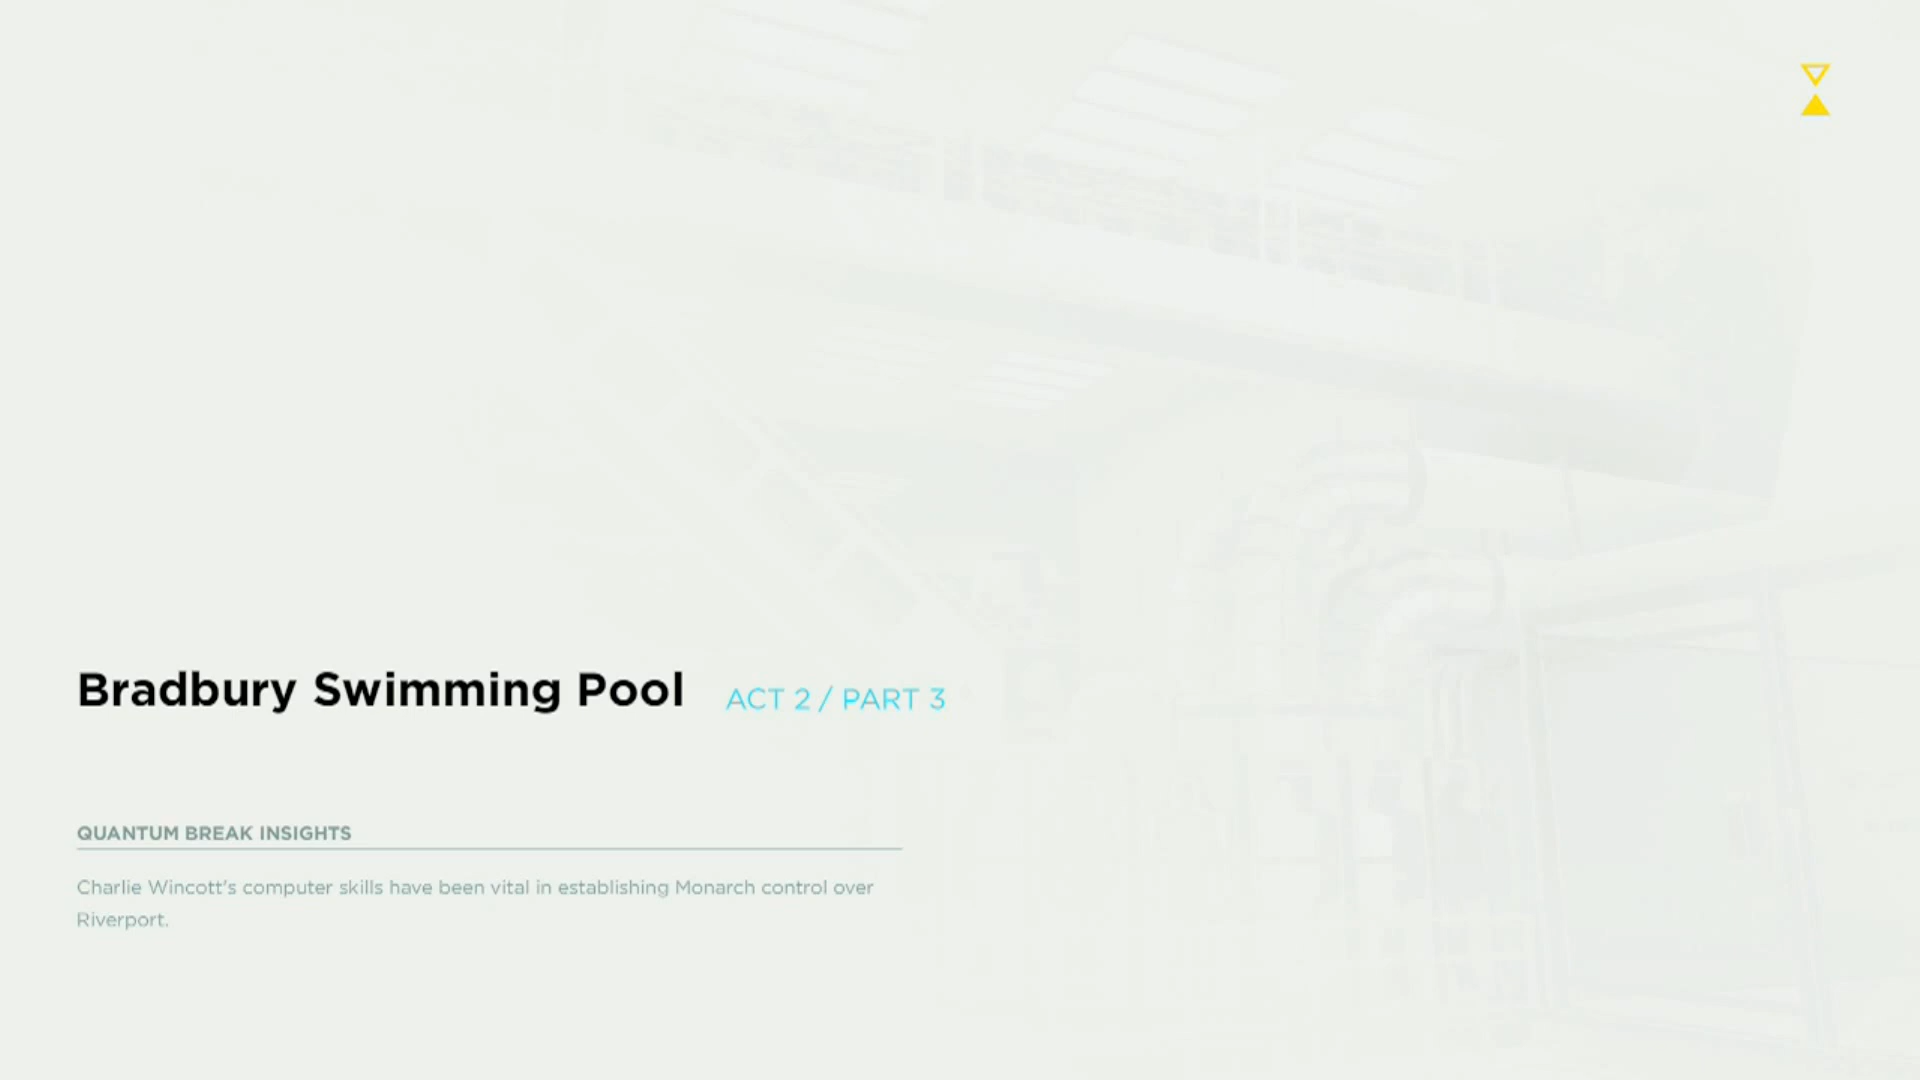 Bradbury Swimming Pool ACT 2 / PART 3
QUANTUM BREAK INSIGHTS
Charlie Wincott's computer skills have been vital in establishing Monarch control over
Riverport.